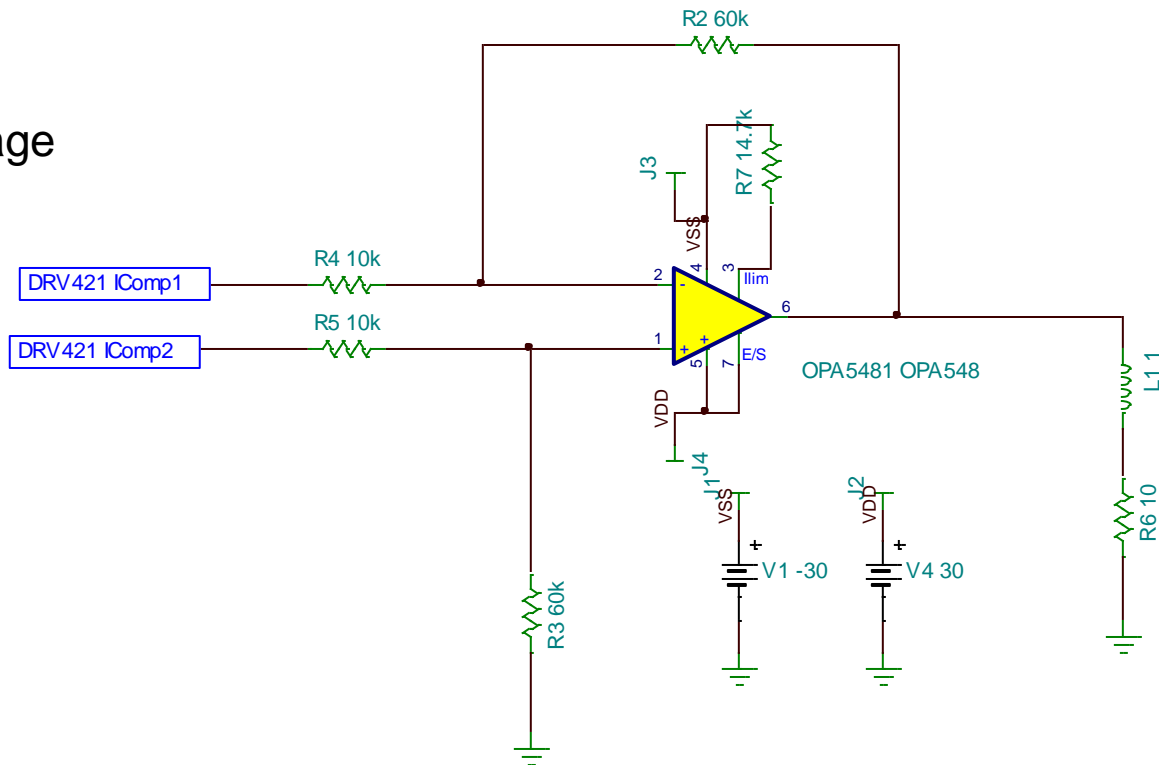 R2 60k
R7 14.7k
J3
VSS
4
3
Ilim
R4 10k
DRV421 IComp1
2
-
6
R5 10k
DRV421 IComp2
1
+
+
5
7
E/S
OPA5481 OPA548
VDD
J4
L1 1
J1
VSS
J2
VDD
R6 10
+
V1 -30
+
V4 30
R3 60k